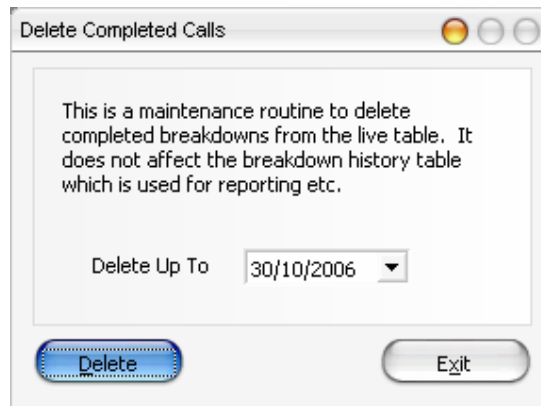 Delete Completed Calls
This is a maintenance routine to delete
completed breakdowns from the live table.  It
does not affect the breakdown history table
which is used for reporting etc.
Delete Up To 30/10/2006
Delete Exit